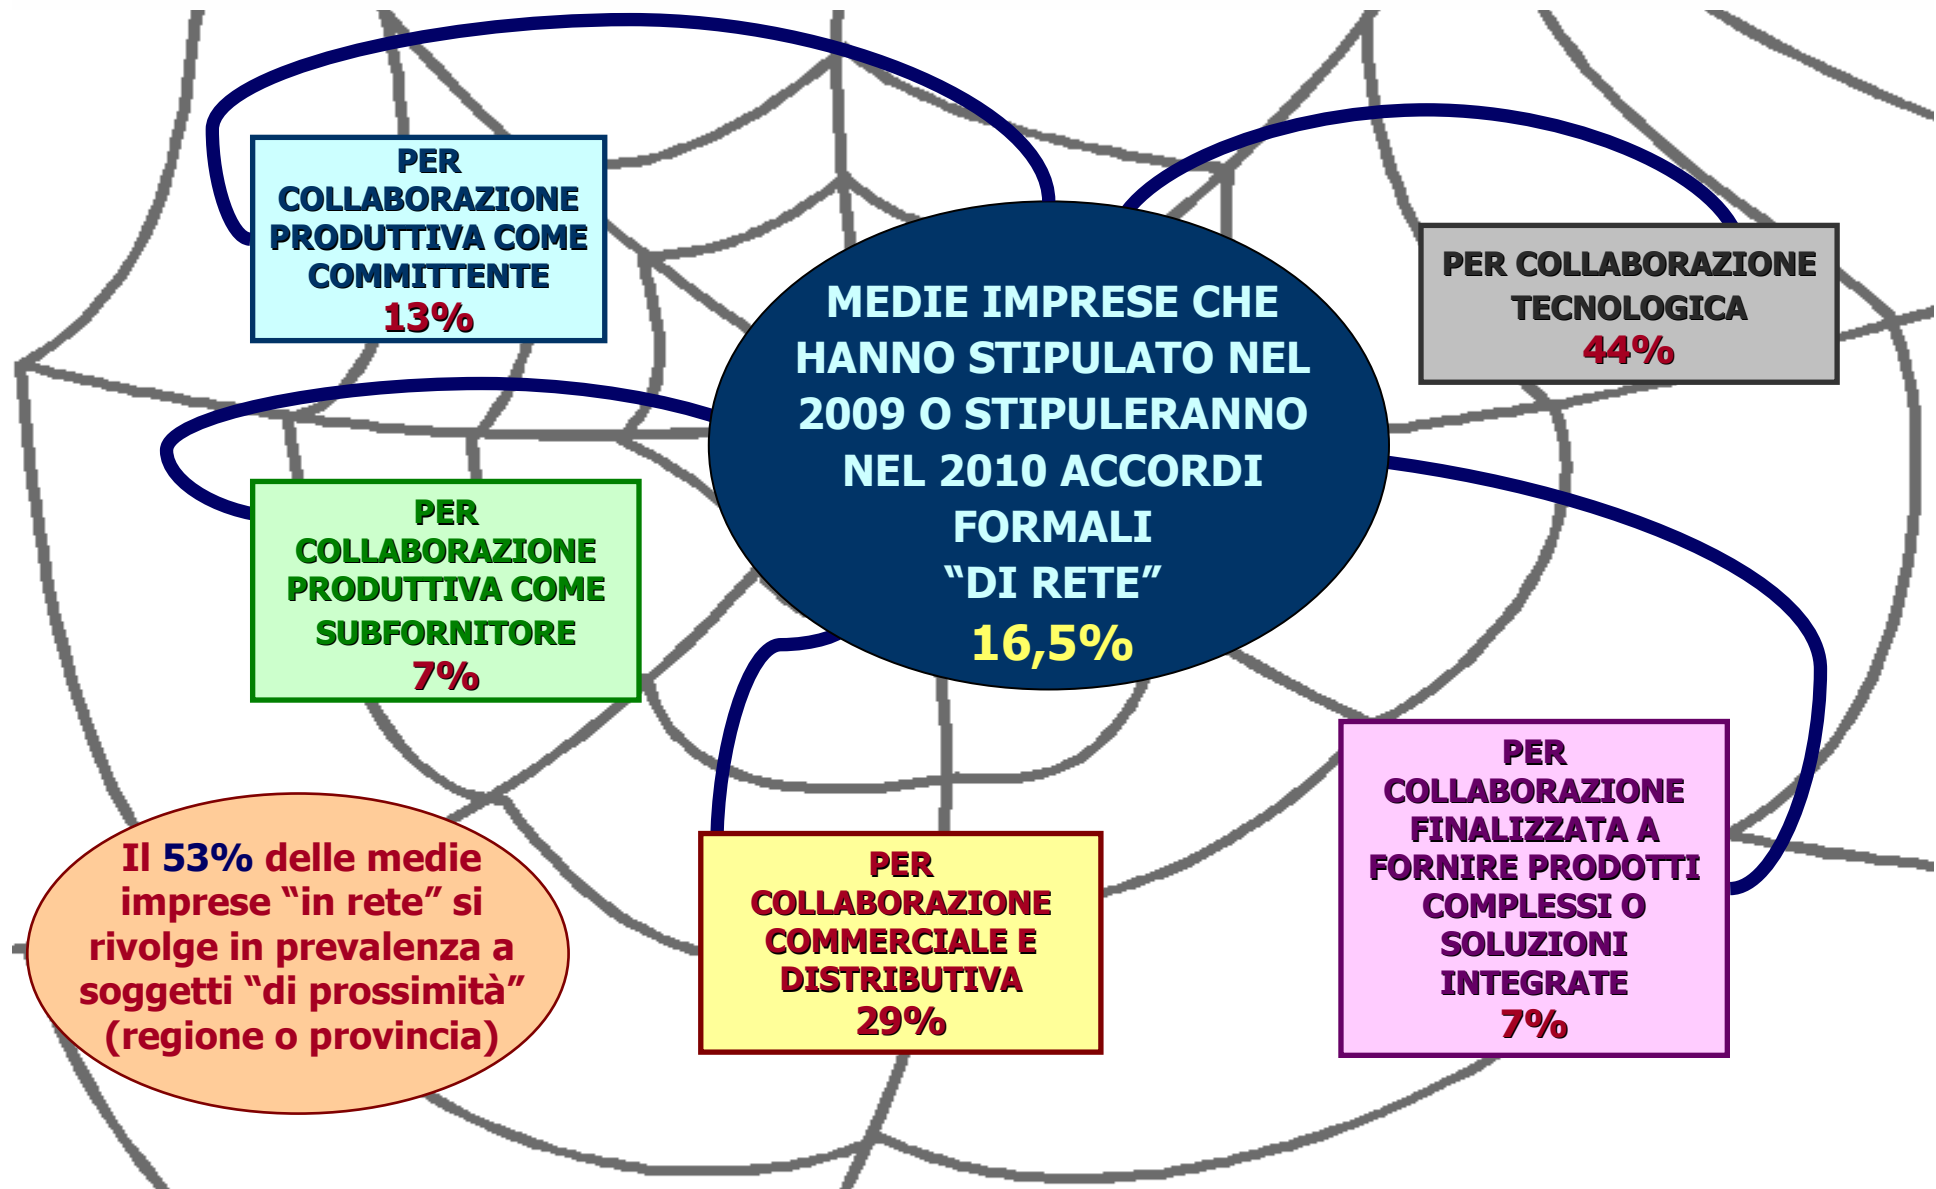 PER
COLLABORAZIONE
PRODUTTIVA COME
COMMITTENTE
13%
MEDIE IMPRESE CHE
HANNO STIPULATO NEL
2009 O STIPULERANNO
NEL 2010 ACCORDI
FORMALI
“DI RETE”
16,5%
PER COLLABORAZIONE
TECNOLOGICA
44%
PER
COLLABORAZIONE
PRODUTTIVA COME
SUBFORNITORE
7%
Il 53% delle medie
imprese “in rete” si
rivolge in prevalenza a
soggetti “di prossimità”
(regione o provincia)
PER
COLLABORAZIONE
COMMERCIALE E
DISTRIBUTIVA
29%
PER
COLLABORAZIONE
FINALIZZATA A
FORNIRE PRODOTTI
COMPLESSI O
SOLUZIONI
INTEGRATE
7%